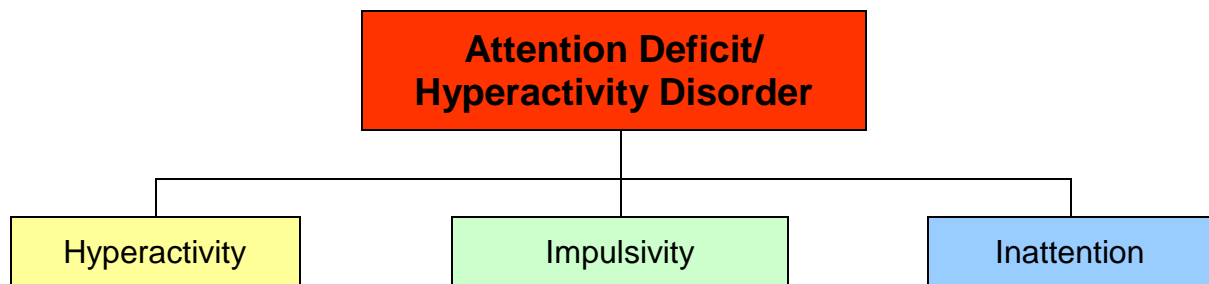 Attention Deficit/
Hyperactivity Disorder
Hyperactivity
Impulsivity
Inattention